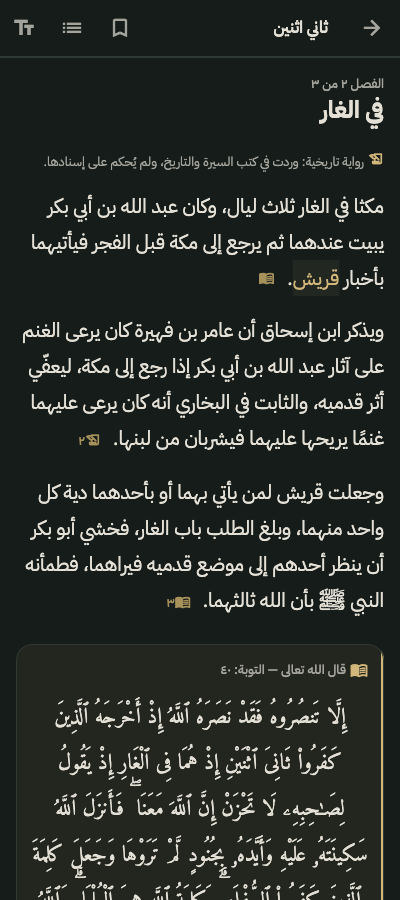 ثاني اثنين
الفصل ٢ من ٣
في الغار
رواية تاريخية: وردت في كتب السيرة والتاريخ، ولم يُحكم على إسنادها.
مكثا في الغار ثلاث ليال، وكان عبد الله بن أبي بكر
يبيت عندهما ثم يرجع إلى مكة قبل الفجر فيأتيهما
بأخبار قريش.
ويذكر ابن إسحاق أن عامر بن فهيرة كان يرعى الغنم
على آثار عبد الله بن أبي بكر إذا رجع إلى مكة، ليعفّي
أثر قدميه، والثابت في البخاري أنه كان يرعى عليهما
غنمًا يريحها عليهما فيشربان من لبنها. ٢
وجعلت قريش لمن يأتي بهما أو بأحدهما دية كل
واحد منهما، وبلغ الطلب باب الغار، فخشي أبو بكر
أن ينظر أحدهم إلى موضع قدميه فيراهما، فطمأنه
النبي ﷺ بأن الله ثالثهما. ٣
قال الله تعالى — التوبة: ٤٠
إِلَّا تَنصُرُوهُ فَقَدْ نَصَرَهُ ٱللَّهُ إِذْ أَخْرَجَهُ ٱلَّذِينَ
كَفَرُوا۟ ثَانِىَ ٱثْنَيْنِ إِذْ هُمَا فِى ٱلْغَارِ إِذْ يَقُولُ
لِصَـٰحِبِهِۦ لَا تَحْزَنْ إِنَّ ٱللَّهَ مَعَنَا ۖ فَأَنزَلَ ٱللَّهُ
سَكِينَتَهُۥ عَلَيْهِ وَأَيَّدَهُۥ بِجُنُودٍ لَّمْ تَرَوْهَا وَجَعَلَ كَلِمَةَ